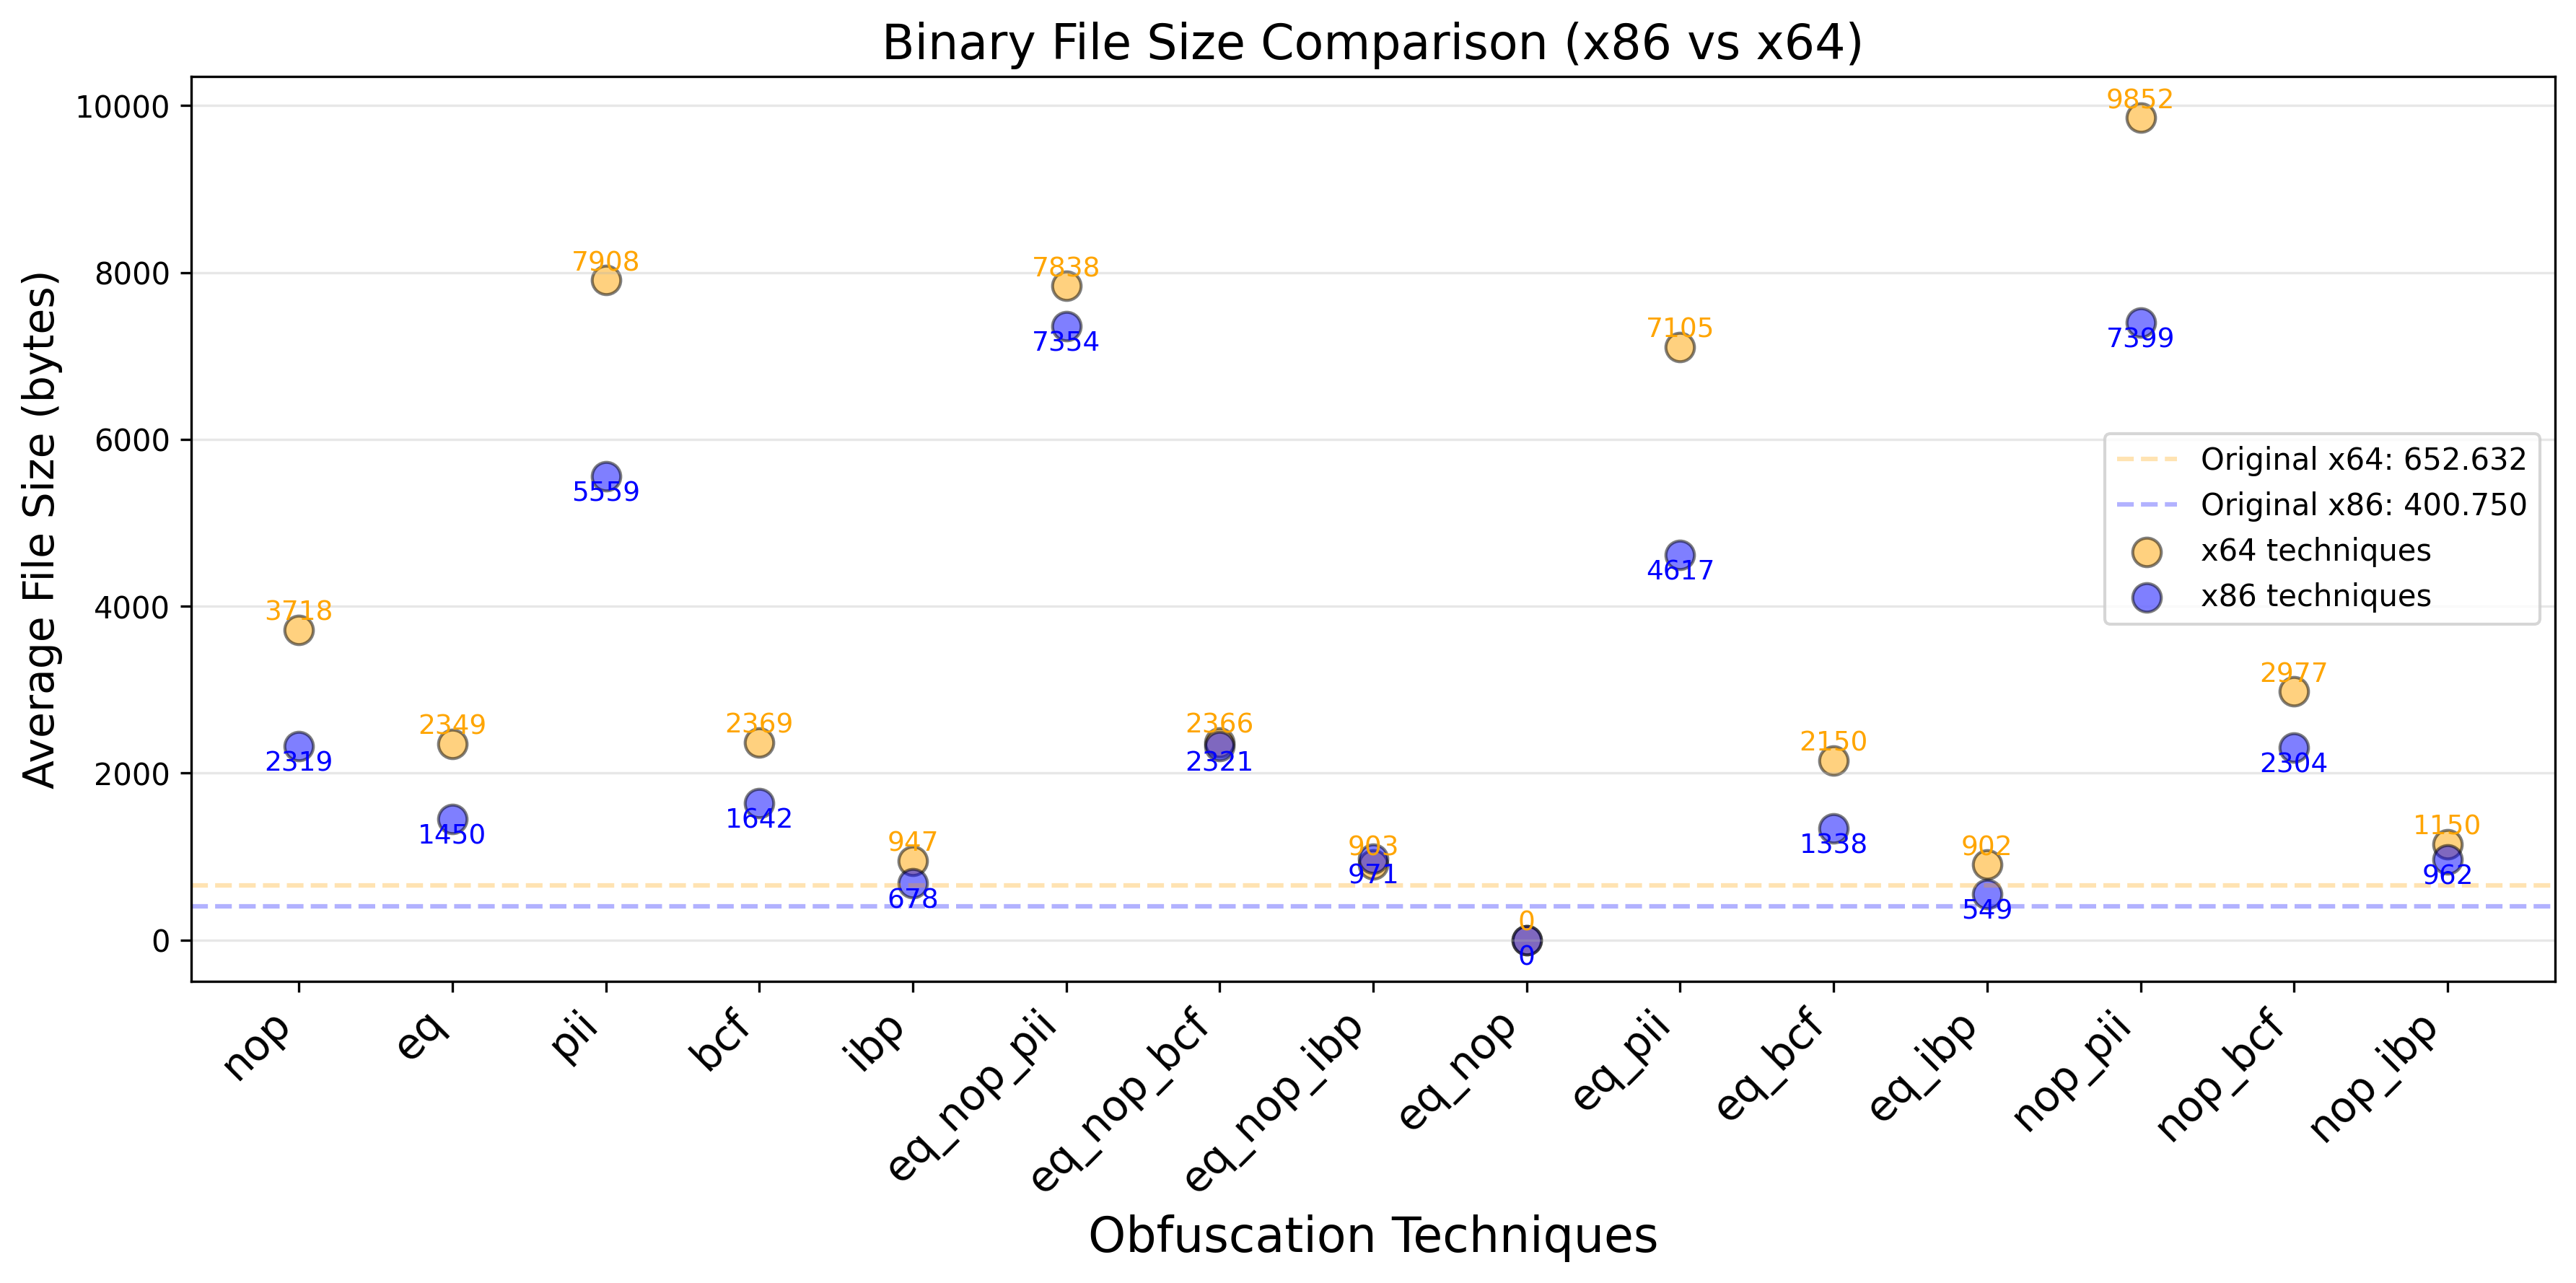 Binary File Size Comparison (x86 vs x64)
Average File Size (bytes)
10000
8000
6000
4000
2000
0
3718
2319
2349
1450
7908
5559
2369
1642
947
678
7838
7354
2366
2321
903
971
0
0
7105
4617
2150
1338
902
549
9852
7399
2977
2304
1150
962
Original x64: 652.632
Original x86: 400.750
x64 techniques
x86 techniques
nop
eq
pii
bcf
ibp
eq_nop_pii
eq_nop_bcf
eq_nop_ibp
eq_nop
eq_pii
eq_bcf
eq_ibp
nop_pii
nop_bcf
nop_ibp
Obfuscation Techniques